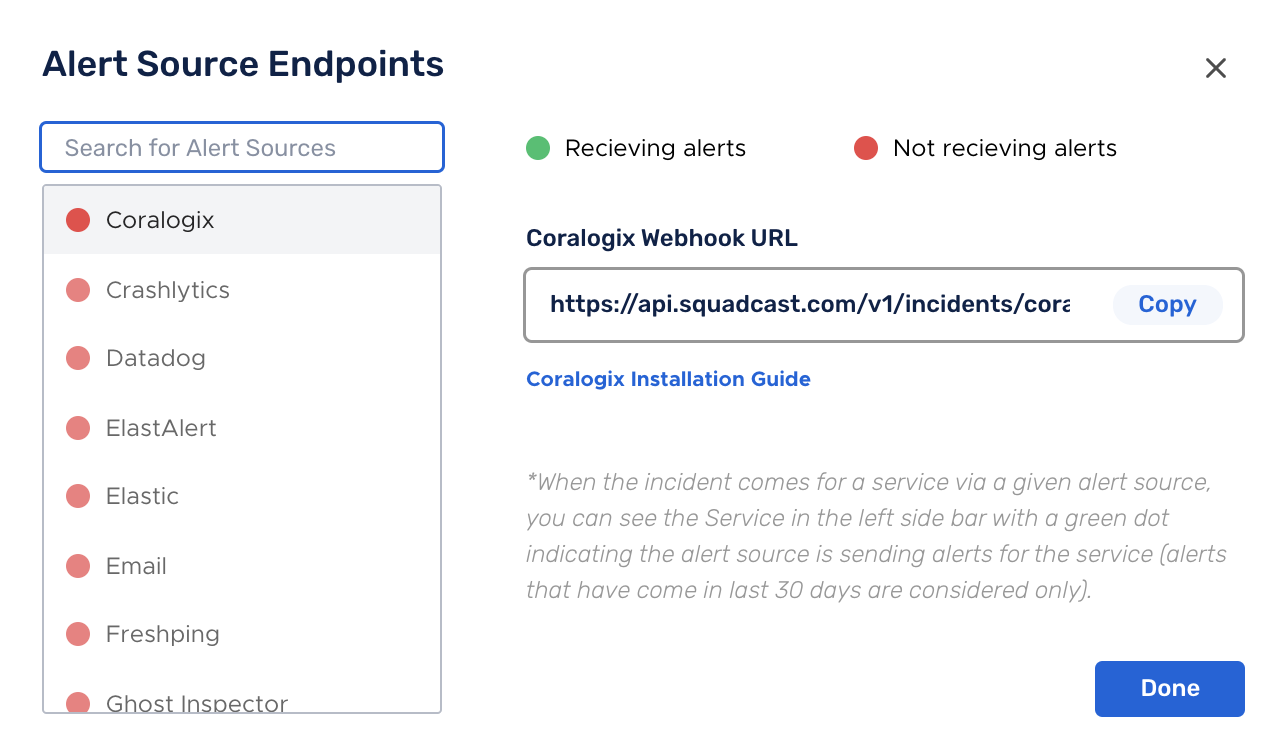 Alert Source Endpoints
Search for Alert Sources
Coralogix
Crashlytics
Datadog
ElastAlert
Elastic
Email
Freshping
Ghost Inspector
Recieving alerts
Not recieving alerts
Coralogix Webhook URL
https://api.squadcast.com/v1/incidents/cora
Copy
Coralogix Installation Guide
*When the incident comes for a service via a given alert source,
you can see the Service in the left side bar with a green dot
indicating the alert source is sending alerts for the service (alerts
that have come in last 30 days are considered only).
Done